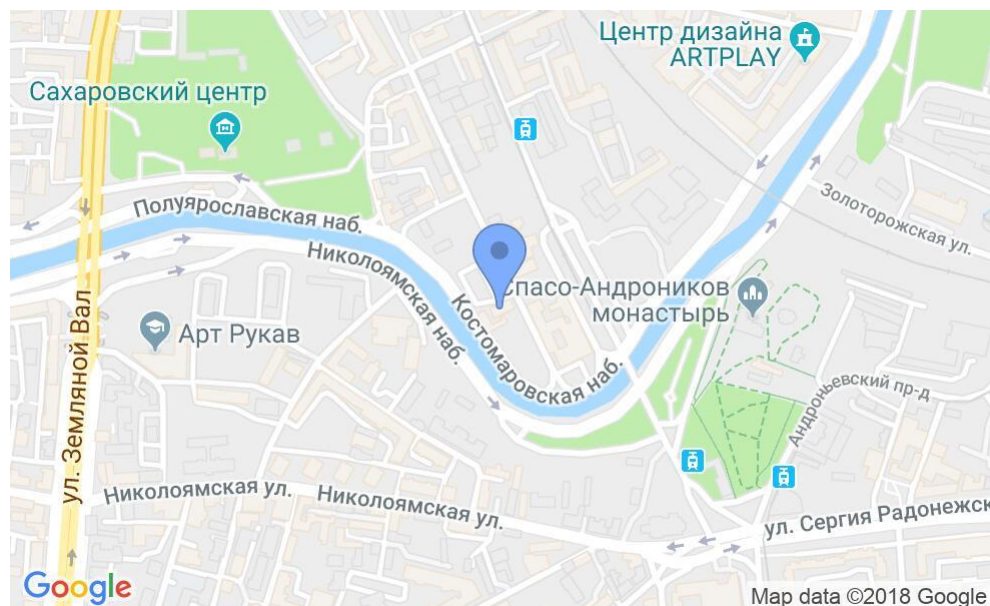 Центр дизайна
ARTPLAY
Сахаровский центр
Полуярославская наб.
Золоторожская ул.
Николоямская наб.
Спасо-Андроников
монастырь
Костомаровская наб.
Арт Рукав
Андроньевский пр-д
ул. Земляной Вал
Николоямская ул.
Николоямская ул.
ул. Сергия Радонежск
Google
Map data ©2018 Google